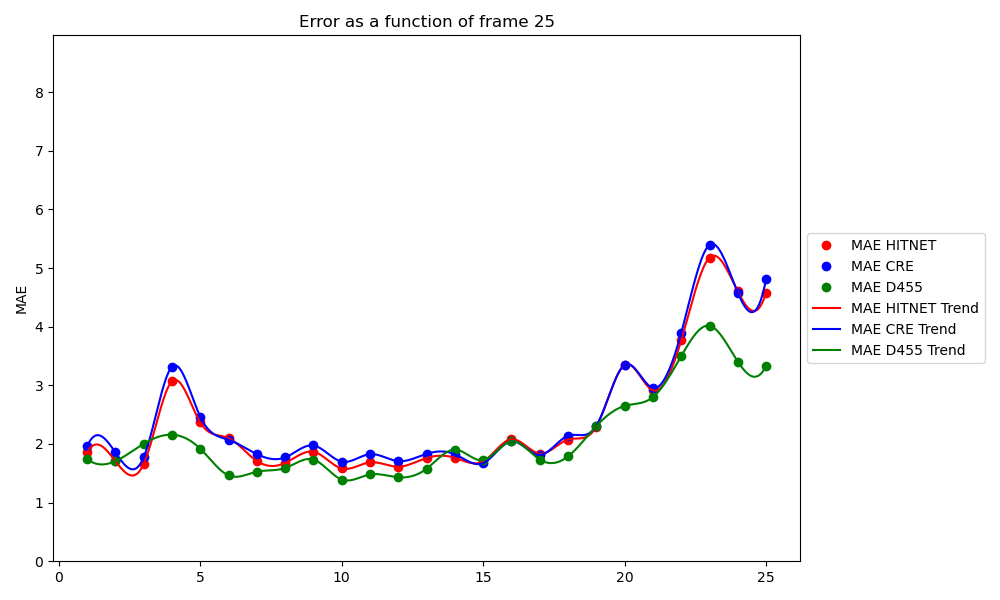 Error as a function of frame 25
MAE
8
7
6
5
4
3
2
1
0
0 5 10 15 20 25
MAE HITNET
MAE CRE
MAE D455
MAE HITNET Trend
MAE CRE Trend
MAE D455 Trend